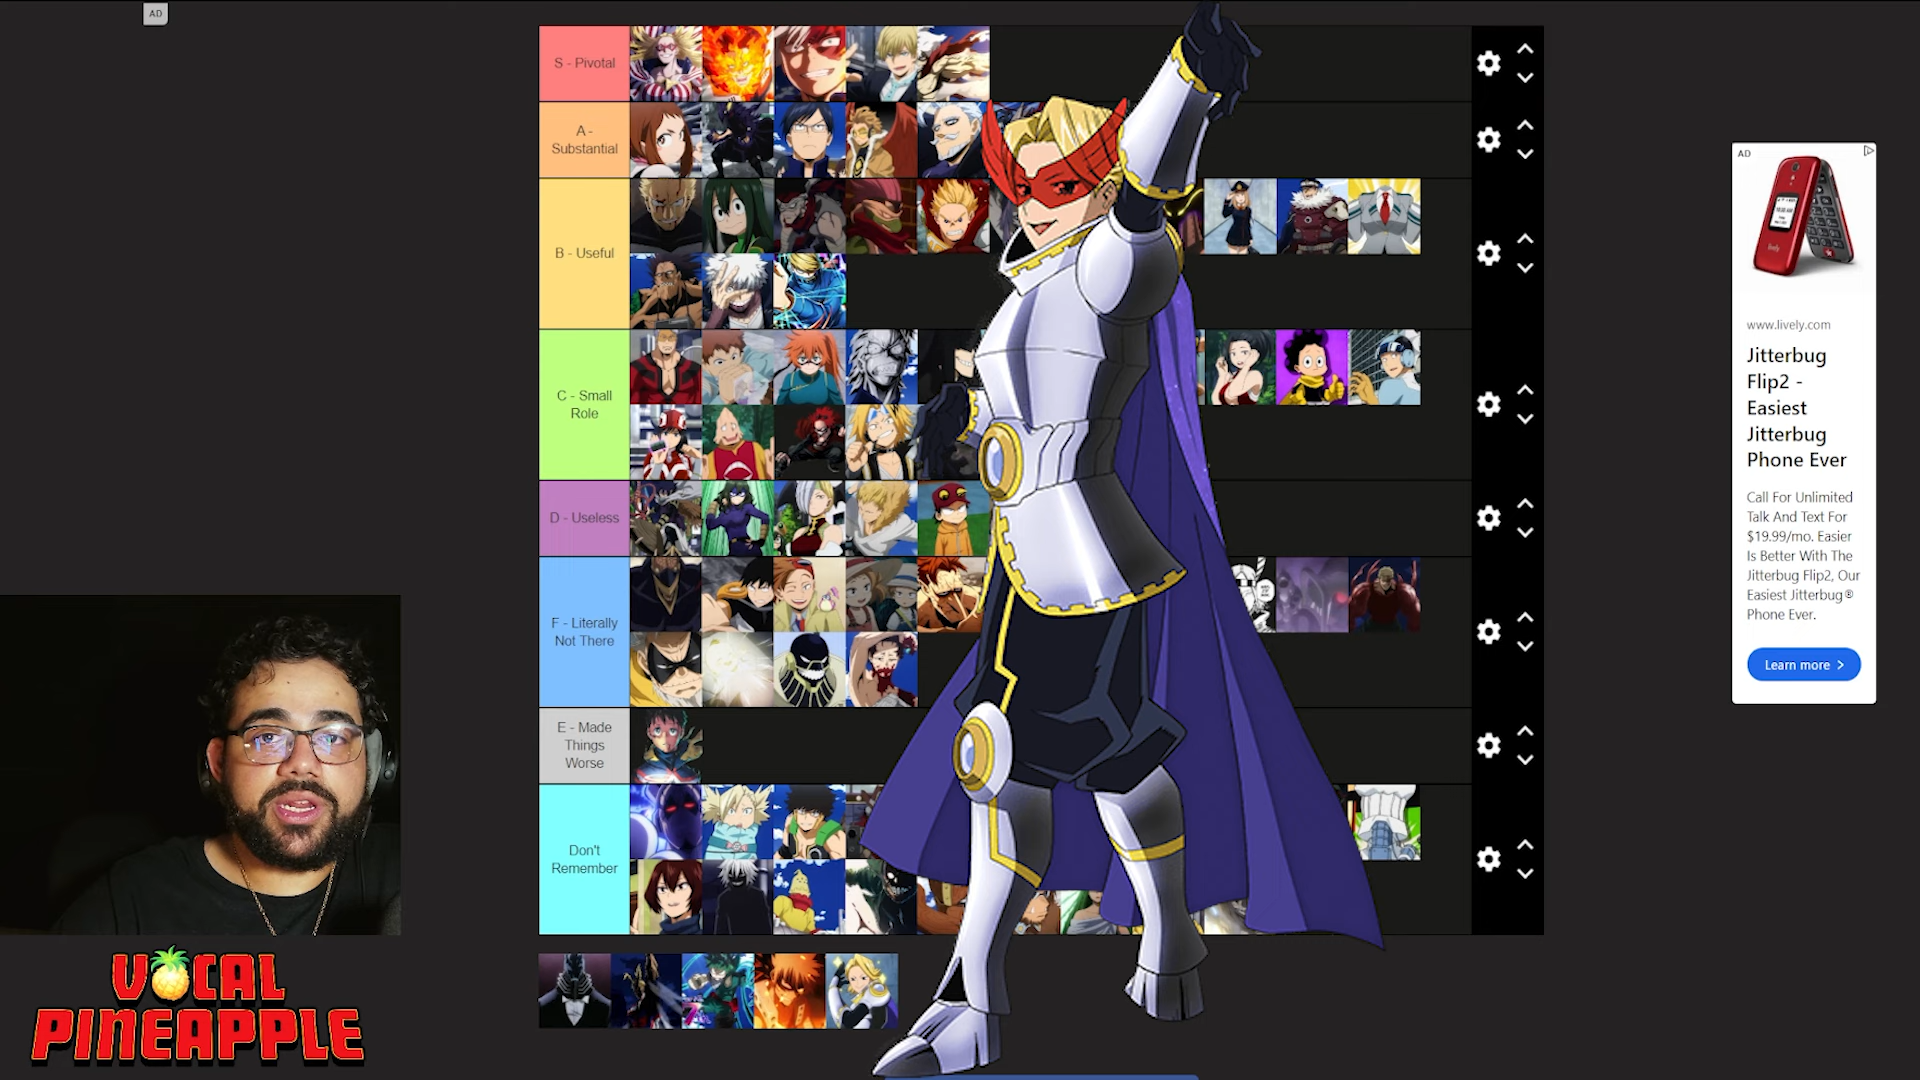 AD
S - Pivotal
A -
Substantial
B - Useful
C - Small
Role
D - Useless
F - Literally
Not There
E - Made
Things
Worse
Don't
Remember
VOCAL
PINEAPPLE
AD
lively
www.lively.com
Jitterbug
Flip2 -
Easiest
Jitterbug
Phone Ever
Call For Unlimited
Talk And Text For
$19.99/mo. Easier
Is Better With The
Jitterbug Flip2, Our
Easiest Jitterbug®
Phone Ever.
Learn more >